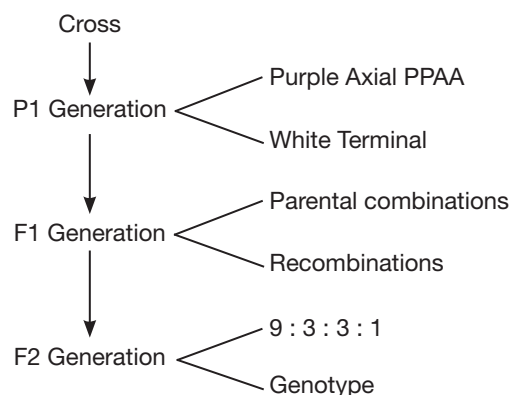 Cross
P1 Generation
Purple Axial PPAA
White Terminal
F1 Generation
Parental combinations
Recombinations
F2 Generation
9 : 3 : 3 : 1
Genotype